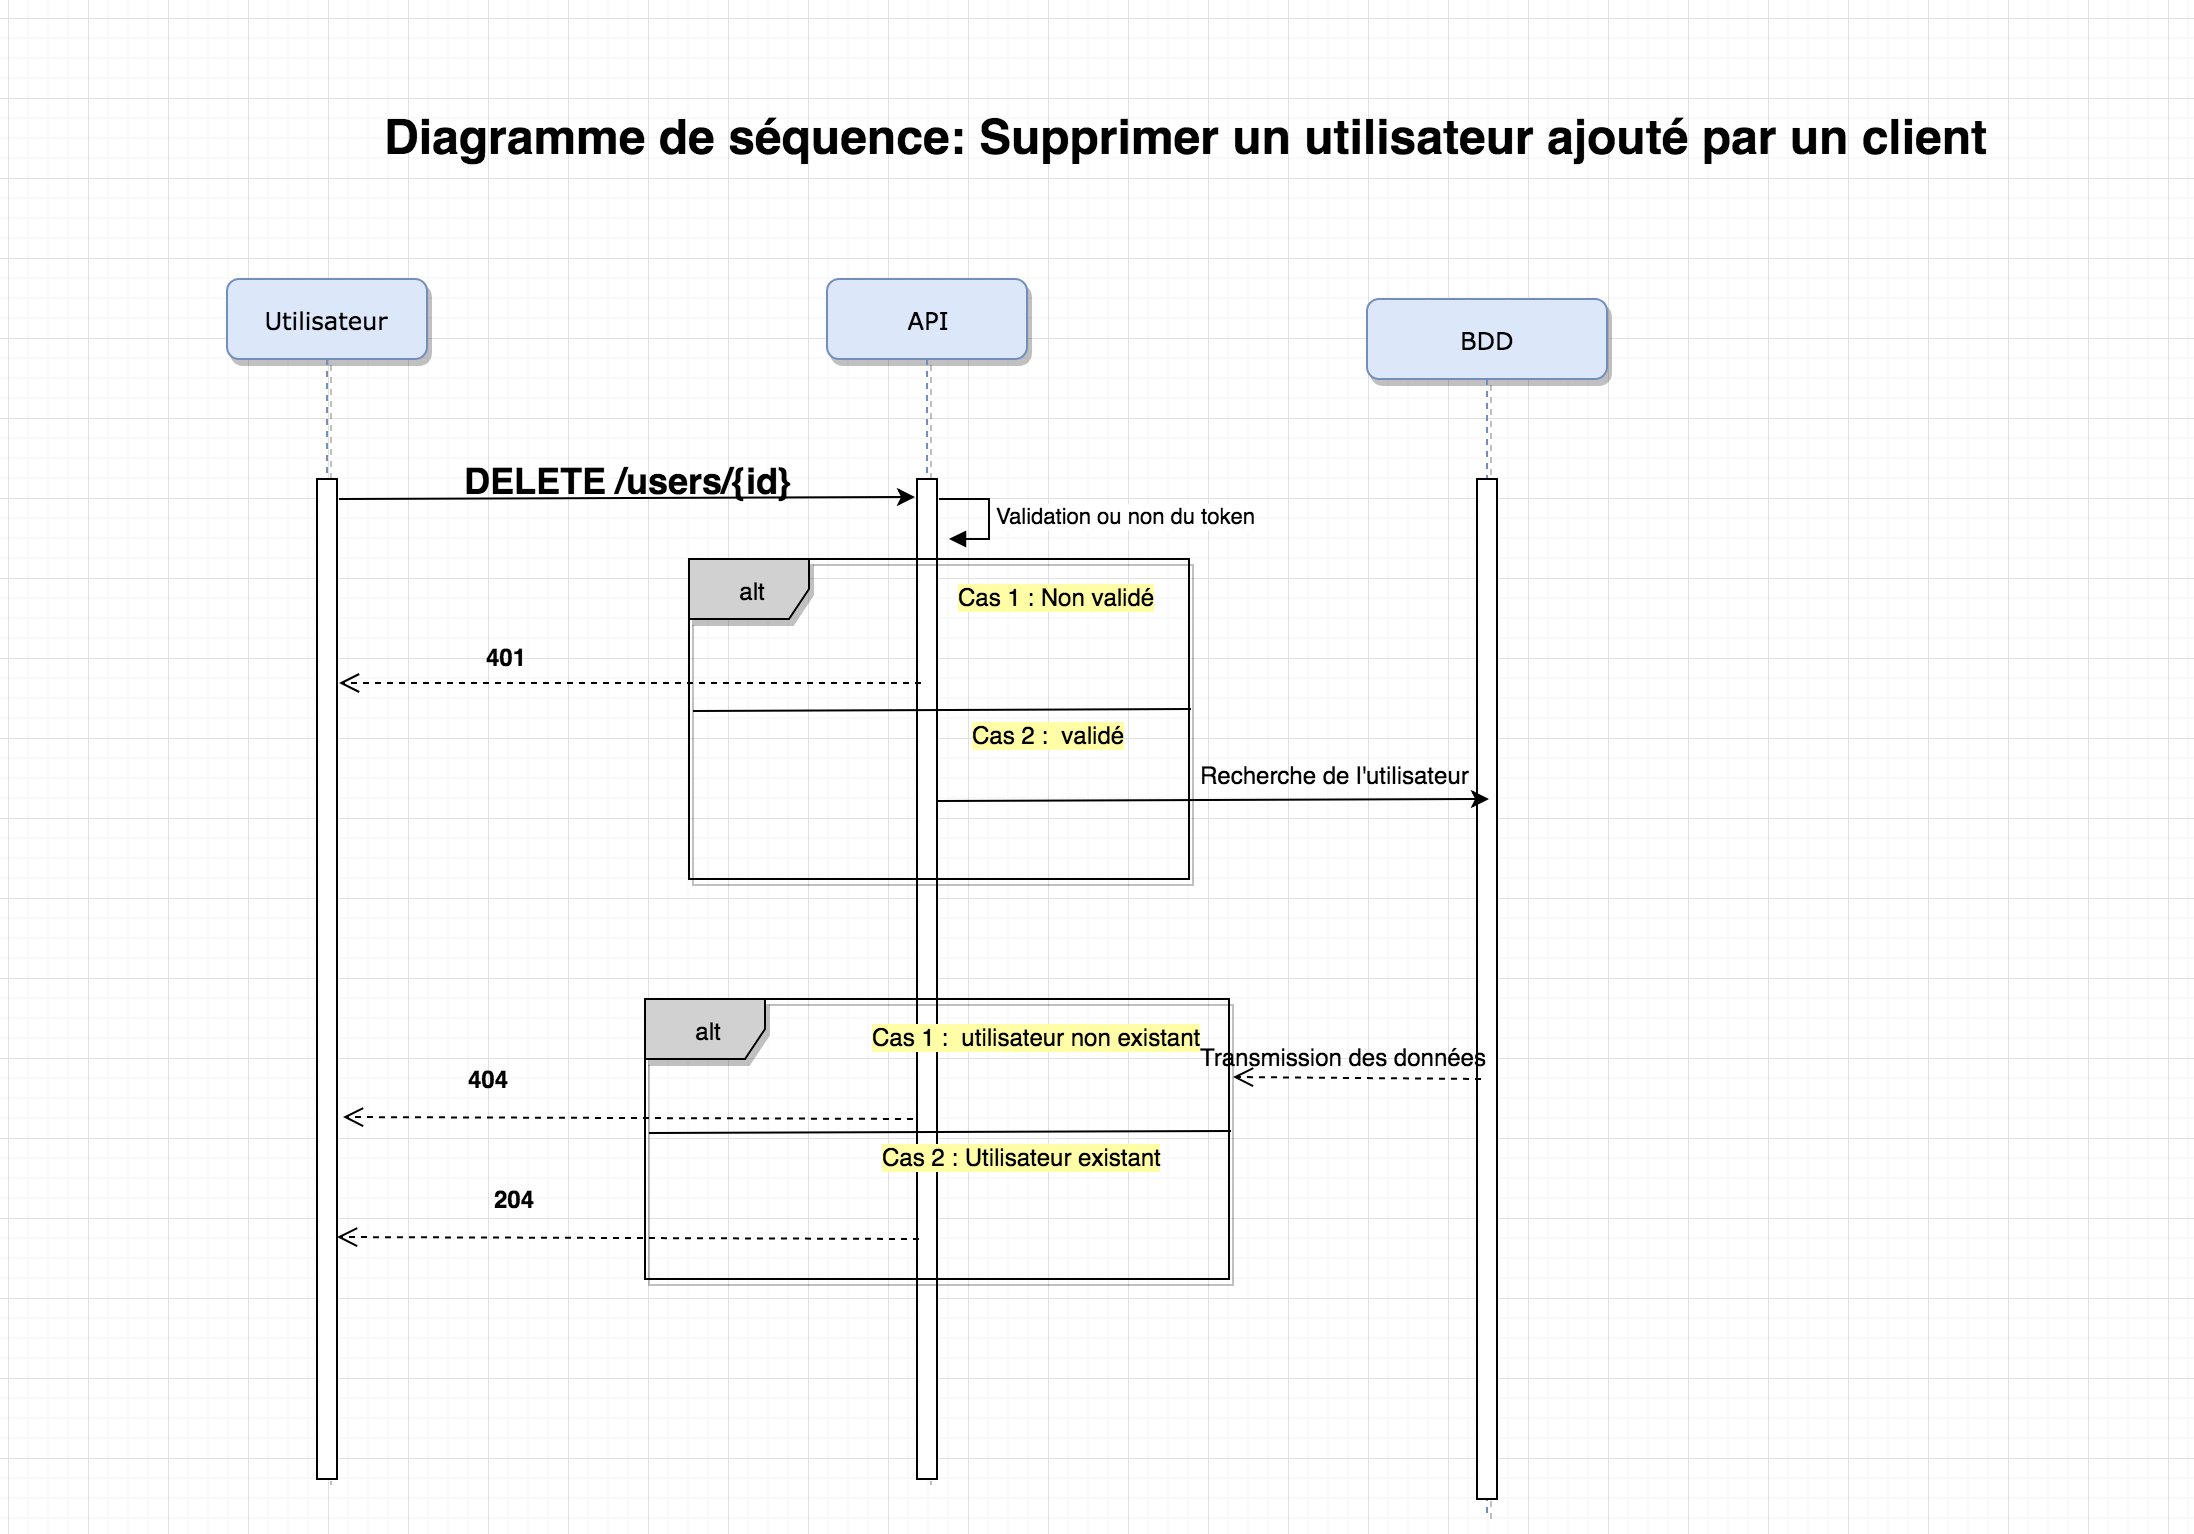 Diagramme de séquence: Supprimer un utilisateur ajouté par un client
Utilisateur
API
BDD
DELETE /users/{id}
Validation ou non du token
alt
Cas 1 : Non validé
401
Cas 2 :  validé
Recherche de l'utilisateur
alt
Cas 1 :  utilisateur non existant
Transmission des données
404
Cas 2 : Utilisateur existant
204